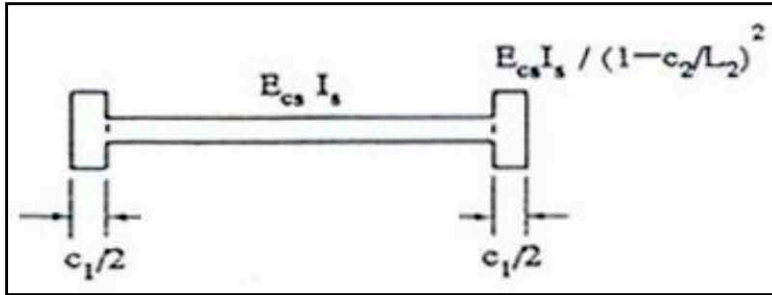 E_cs I_s / (1-c_2/L_2)^2
E_cs I_s
c_1/2 c_1/2